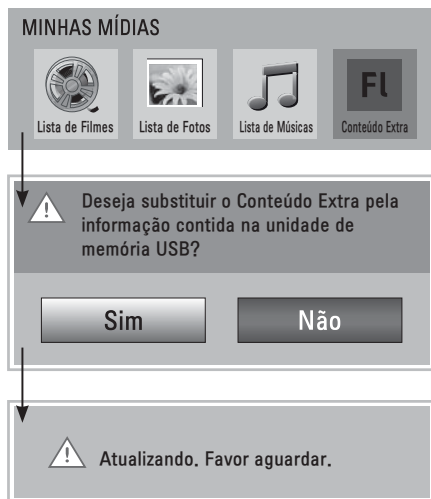 MINHAS MÍDIAS
Fl
Lista de Filmes Lista de Fotos Lista de Músicas Conteúdo Extra
Deseja substituir o Conteúdo Extra pela
informação contida na unidade de
memória USB?
Sim Não
Atualizando. Favor aguardar.